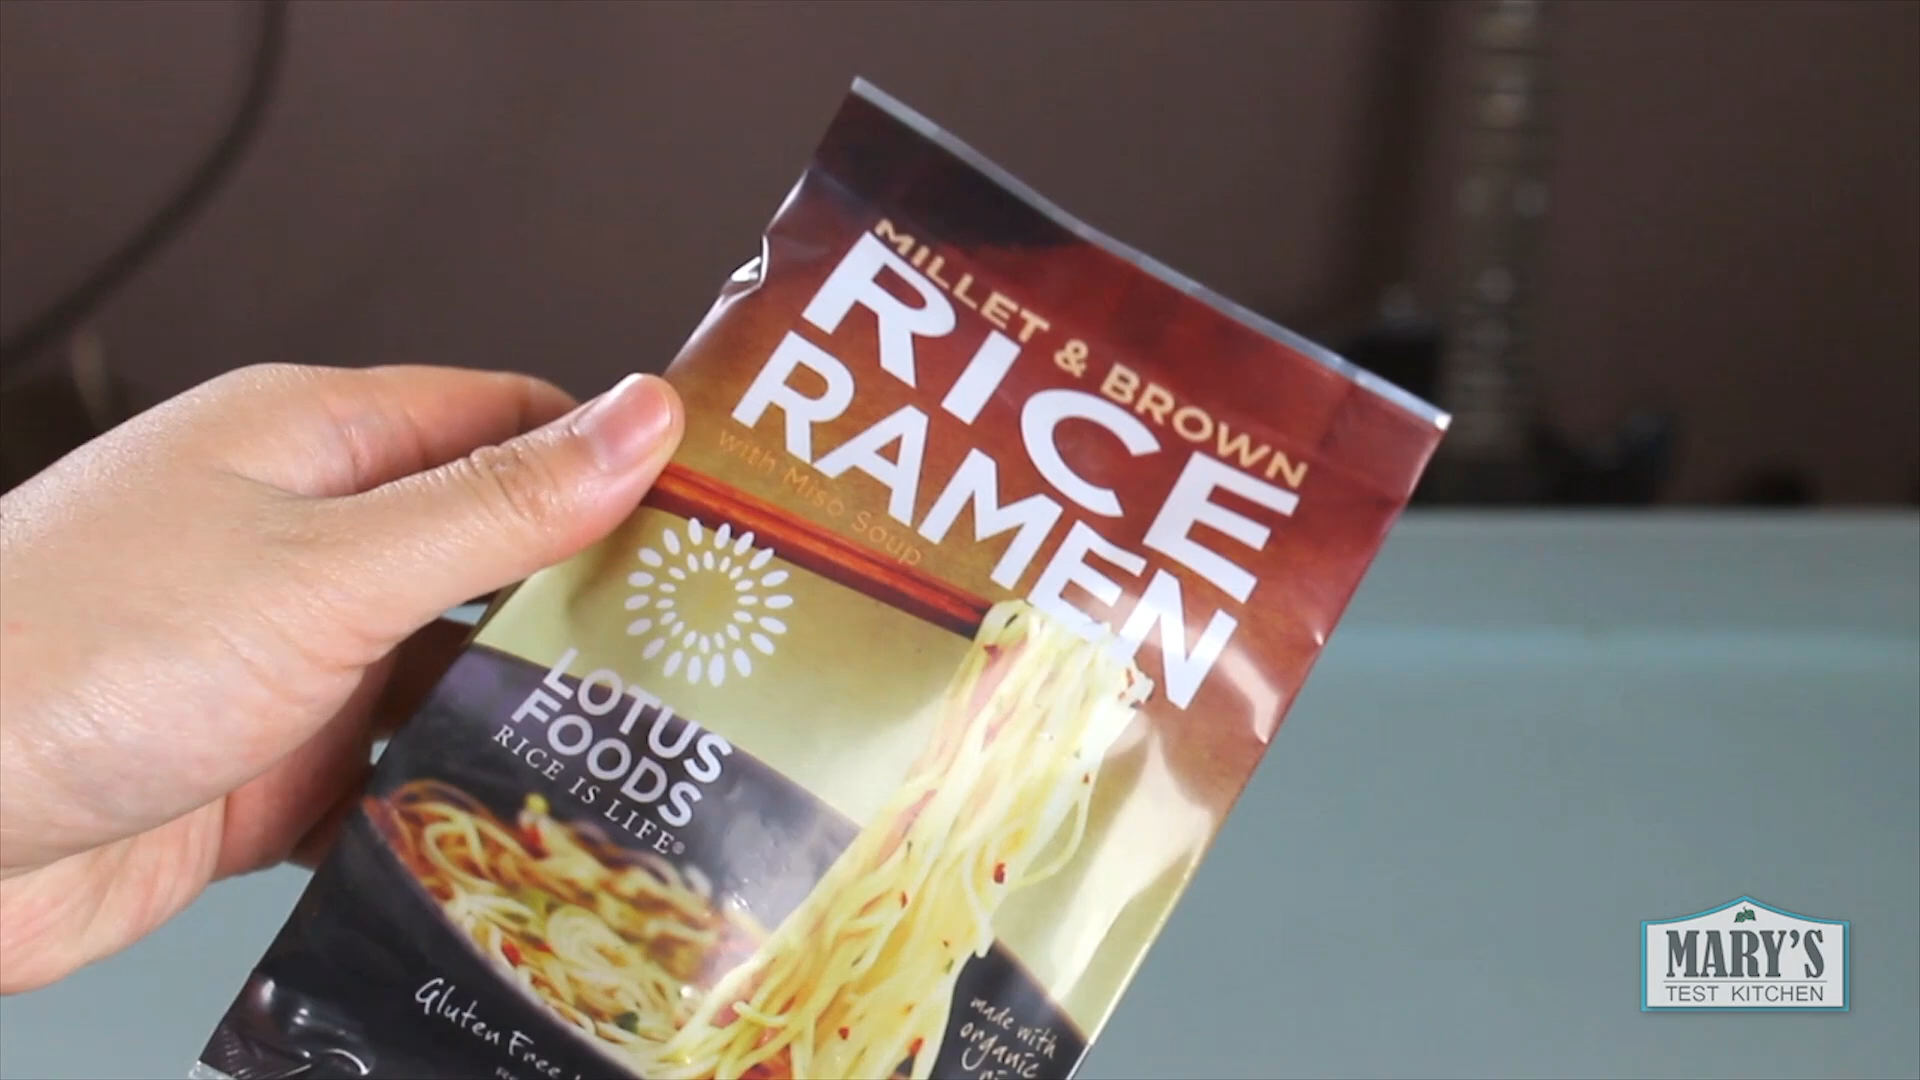 MILLET & BROWN
RICE
RAMEN
with Miso Soup
LOTUS
FOODS
RICE IS LIFE®
Gluten Free
made with
organic
MARY'S
TEST KITCHEN